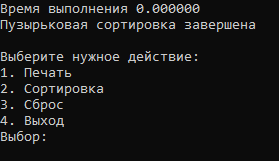 Время выполнения 0.000000
Пузырьковая сортировка завершена
Выберите нужное действие:
1. Печать
2. Сортировка
3. Сброс
4. Выход
Выбор: